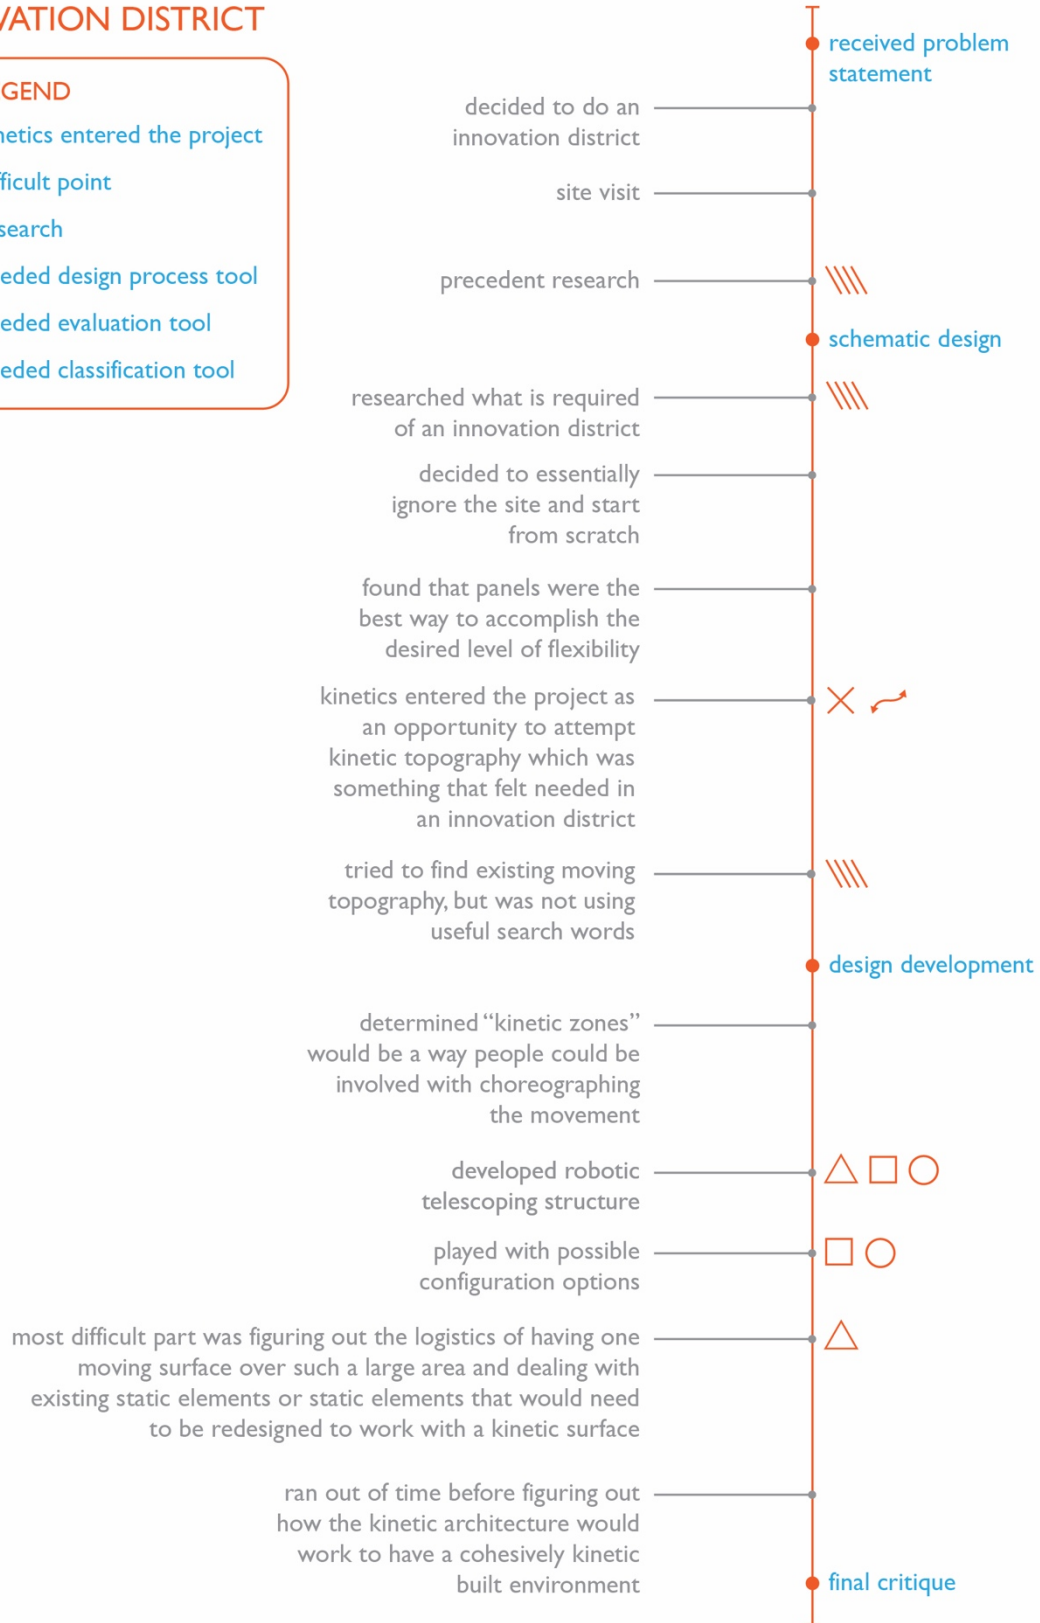 VATION DISTRICT
GEND
netics entered the project
fficult point
search
eded design process tool
eded evaluation tool
eded classification tool
received problem
statement
decided to do an
innovation district
site visit
precedent research
schematic design
researched what is required
of an innovation district
decided to essentially
ignore the site and start
from scratch
found that panels were the
best way to accomplish the
desired level of flexibility
kinetics entered the project as
an opportunity to attempt
kinetic topography which was
something that felt needed in
an innovation district
tried to find existing moving
topography, but was not using
useful search words
design development
determined “kinetic zones”
would be a way people could be
involved with choreographing
the movement
developed robotic
telescoping structure
played with possible
configuration options
most difficult part was figuring out the logistics of having one
moving surface over such a large area and dealing with
existing static elements or static elements that would need
to be redesigned to work with a kinetic surface
ran out of time before figuring out
how the kinetic architecture would
work to have a cohesively kinetic
built environment
final critique